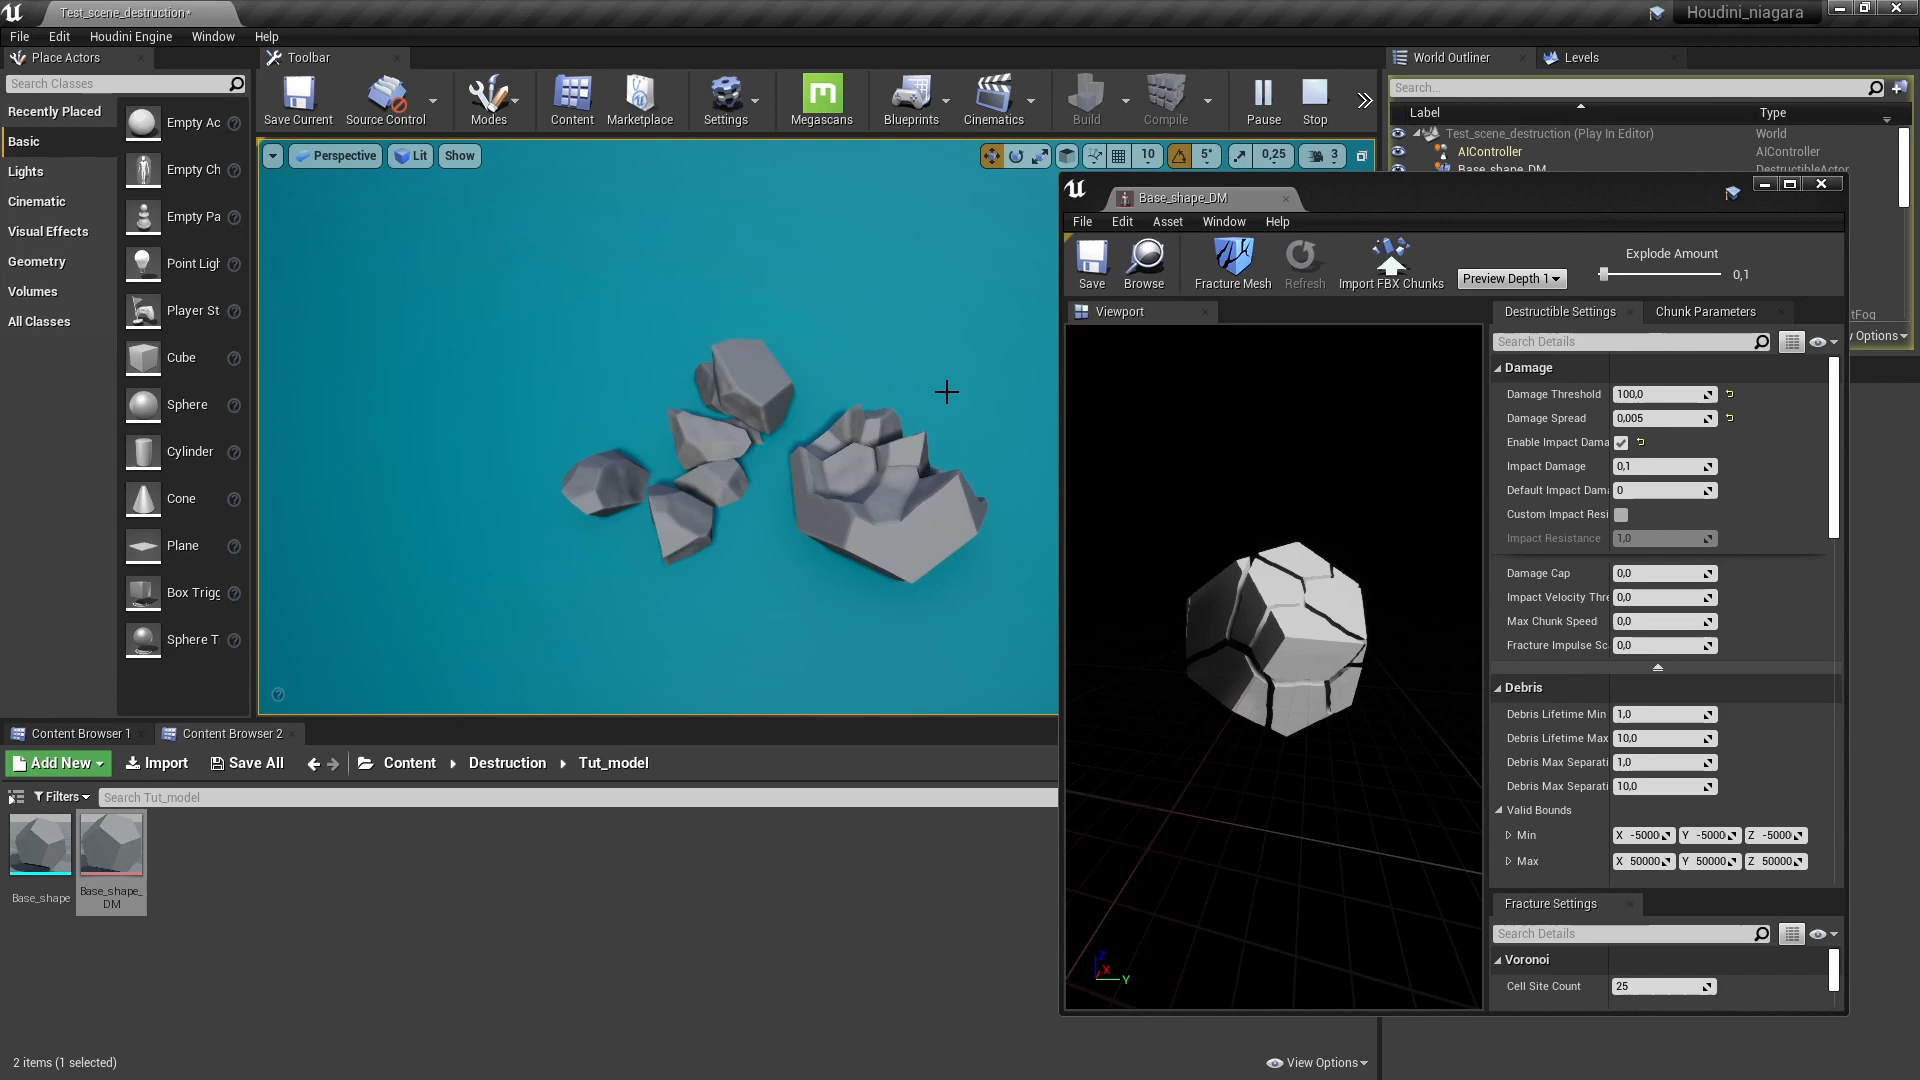 Test_scene_destruction*
Houdini_niagara
File Edit Houdini Engine Window Help
Place Actors
Search Classes
Recently Placed
Basic
Lights
Cinematic
Visual Effects
Geometry
Volumes
All Classes
Empty Ac
Empty Ch
Empty Pa
Point Ligh
Player St
Cube
Sphere
Cylinder
Cone
Plane
Box Trigg
Sphere T
Toolbar
Save Current
Source Control
Modes
Content
Marketplace
Settings
Megascans
Blueprints
Cinematics
Build
Compile
Pause
Stop
Perspective
Lit
Show
10
5°
0,25
3
World Outliner
Levels
Search...
Label
Type
Test_scene_destruction (Play In Editor)
World
AIController
AIController
Base_shape_DM
DestructibleActor
tFog
Options
Base_shape_DM
File Edit Asset Window Help
Save
Browse
Fracture Mesh
Refresh
Import FBX Chunks
Preview Depth 1
Explode Amount
0,1
Viewport
Z
X
Y
Destructible Settings
Chunk Parameters
Search Details
Damage
Damage Threshold 100,0
Damage Spread 0,005
Enable Impact Dama
Impact Damage 0,1
Default Impact Dam 0
Custom Impact Resi
Impact Resistance 1,0
Damage Cap 0,0
Impact Velocity Thre 0,0
Max Chunk Speed 0,0
Fracture Impulse Sc 0,0
Debris
Debris Lifetime Min 1,0
Debris Lifetime Max 10,0
Debris Max Separati 1,0
Debris Max Separati 10,0
Valid Bounds
Min X -5000 Y -5000 Z -5000
Max X 50000 Y 50000 Z 50000
Fracture Settings
Search Details
Voronoi
Cell Site Count 25
Content Browser 1
Content Browser 2
Add New
Import
Save All
Content
Destruction
Tut_model
Filters
Search Tut_model
Base_shape
Base_shape_
DM
2 items (1 selected)
View Options